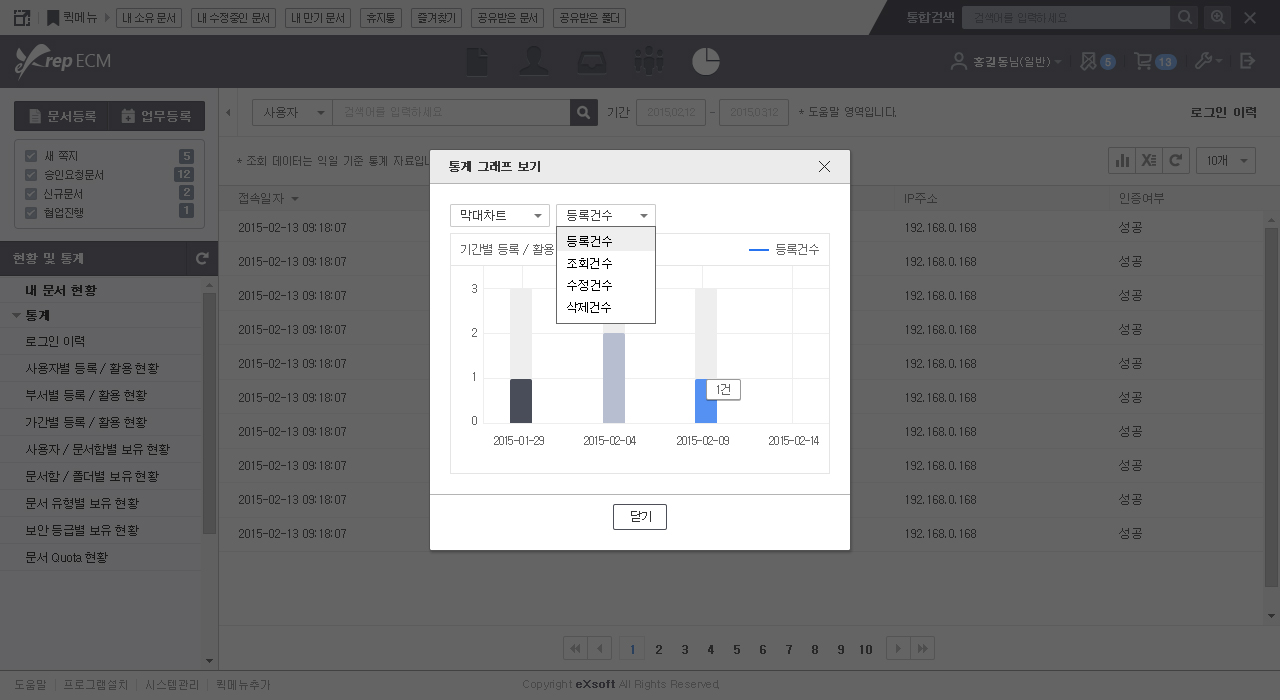 퀵메뉴 내 소유 문서 내 수정중인 문서 내 만기 문서 휴지통 즐겨찾기 공유받은 문서 공유받은 폴더 통합검색 검색어를 입력하세요
eXrep ECM 홍길동님(일반) 5 13
문서등록 업무등록 사용자 검색어를 입력하세요 기간 2015.02.12 - 2015.03.12 * 도움말 영역입니다. 로그인 이력
새 쪽지 5
승인요청문서 12
신규문서 2
협업진행 1
* 조회 데이터는 익일 기준 통계 자료입니 10개
현황 및 통계
내 문서 현황
통계
로그인 이력
사용자별 등록 / 활용 현황
부서별 등록 / 활용 현황
기간별 등록 / 활용 현황
사용자 / 문서함별 보유 현황
문서함 / 폴더별 보유 현황
문서 유형별 보유 현황
보안 등급별 보유 현황
문서 Quota 현황
접속일자 IP주소 인증여부
2015-02-13 09:18:07 192.168.0.168 성공
2015-02-13 09:18:07 192.168.0.168 성공
2015-02-13 09:18:07 192.168.0.168 성공
2015-02-13 09:18:07 192.168.0.168 성공
2015-02-13 09:18:07 192.168.0.168 성공
2015-02-13 09:18:07 192.168.0.168 성공
2015-02-13 09:18:07 192.168.0.168 성공
2015-02-13 09:18:07 192.168.0.168 성공
2015-02-13 09:18:07 192.168.0.168 성공
2015-02-13 09:18:07 192.168.0.168 성공
통계 그래프 보기
막대차트 등록건수
등록건수
조회건수
수정건수
삭제건수
기간별 등록 / 활용 등록건수
3
2
1
0
1건
2015-01-29 2015-02-04 2015-02-09 2015-02-14
닫기
1 2 3 4 5 6 7 8 9 10
도움말 프로그램설치 시스템관리 퀵메뉴추가 Copyright eXsoft All Rights Reserved.